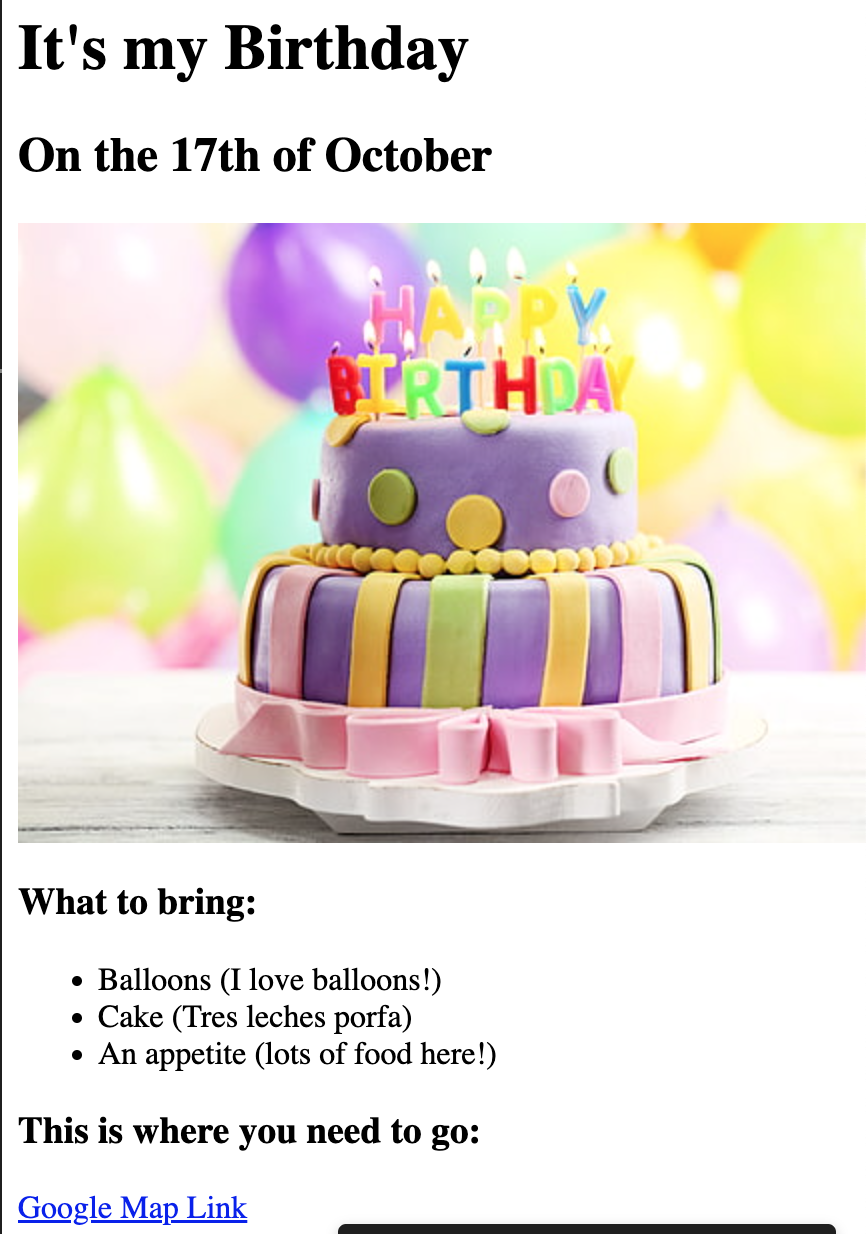 It's my Birthday
On the 17th of October
HAPPY
BIRTHDAY
What to bring:
Balloons (I love balloons!)
Cake (Tres leches porfa)
An appetite (lots of food here!)
This is where you need to go:
Google Map Link